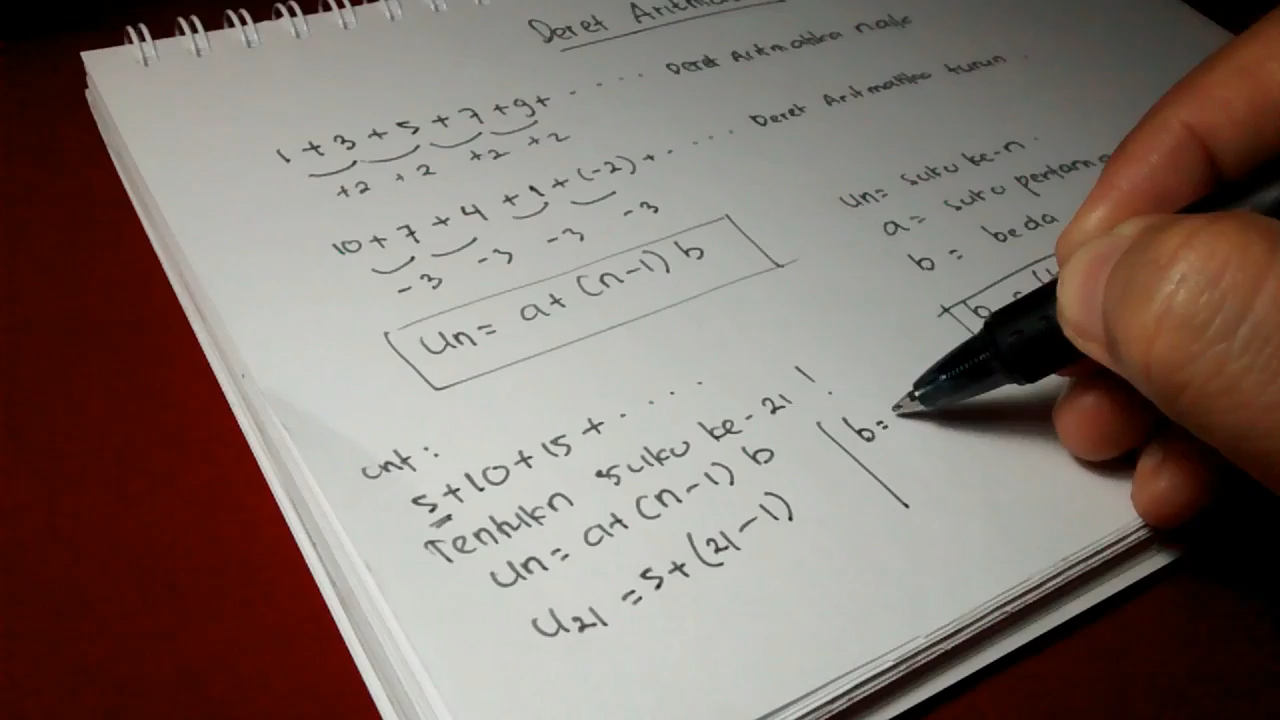 Deret Aritma
1 + 3 + 5 + 7 + 9 + . . . . . Deret Aritmatika naik
+2 +2 +2 +2
10 + 7 + 4 + 1 + (-2) + . . . . . Deret Aritmatika turun
-3 -3 -3 -3
Un = a + (n-1) b
Un = suku ke-n
a = suku pertama
b = beda
b =
cnt:
5 + 10 + 15 + . . . .
Tentukn suku ke-21 !
Un = a + (n-1) b
U21 = 5 + (21-1)
b =